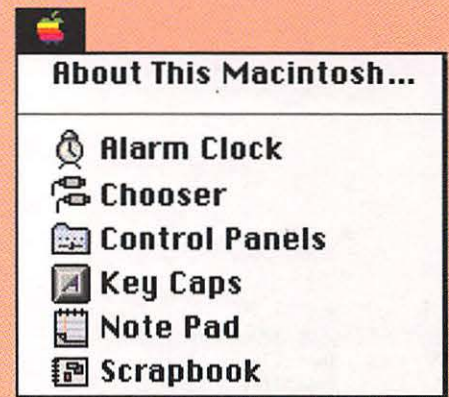 About This Macintosh...
Alarm Clock
Chooser
Control Panels
Key Caps
Note Pad
Scrapbook